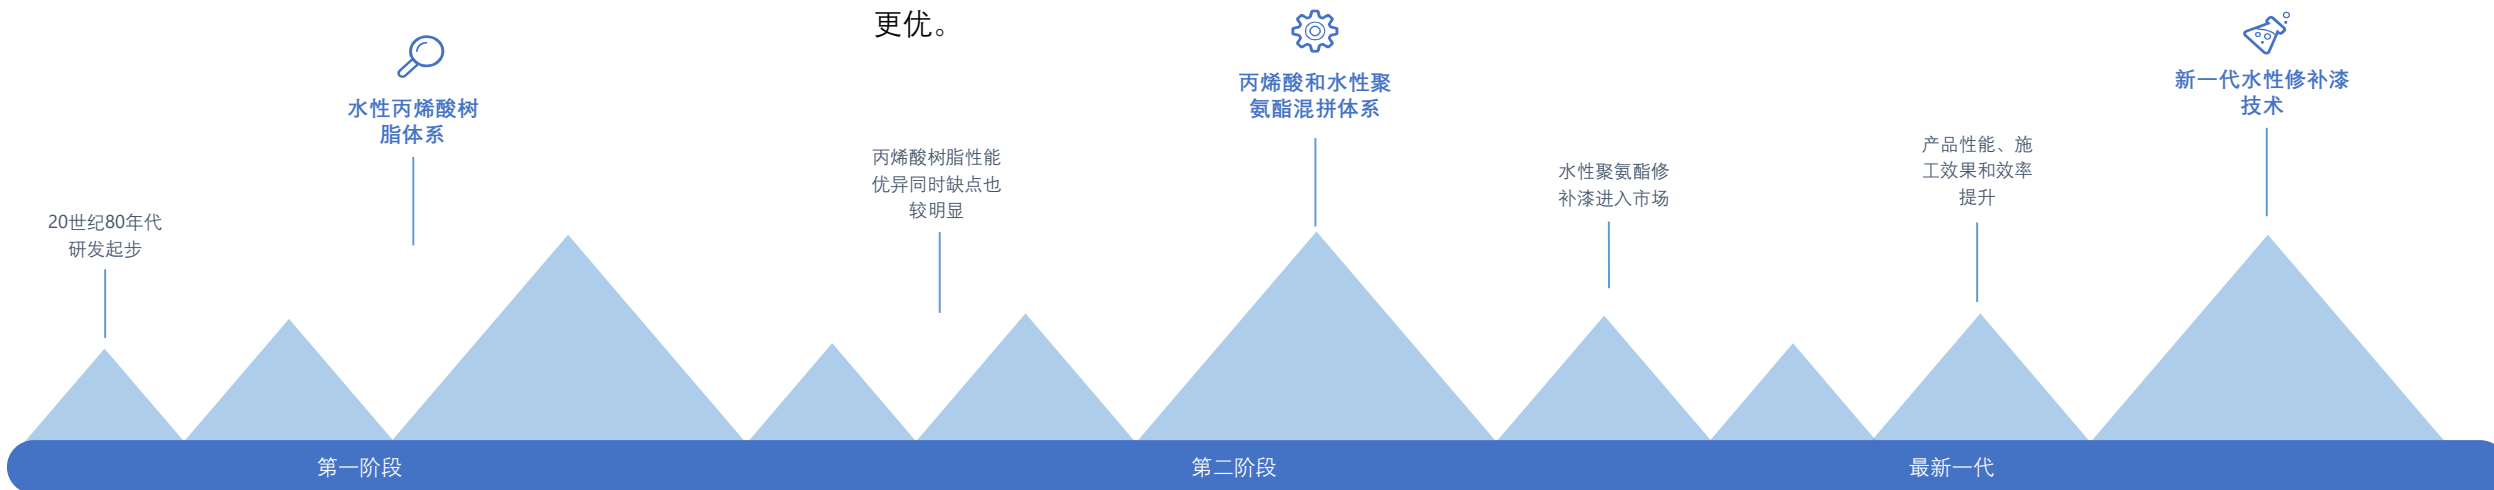 更优。
20世纪80年代
研发起步
水性丙烯酸树
脂体系
丙烯酸树脂性能
优异同时缺点也
较明显
丙烯酸和水性聚
氨酯混拼体系
水性聚氨酯修
补漆进入市场
产品性能、施
工效果和效率
提升
新一代水性修补漆
技术
第一阶段
第二阶段
最新一代